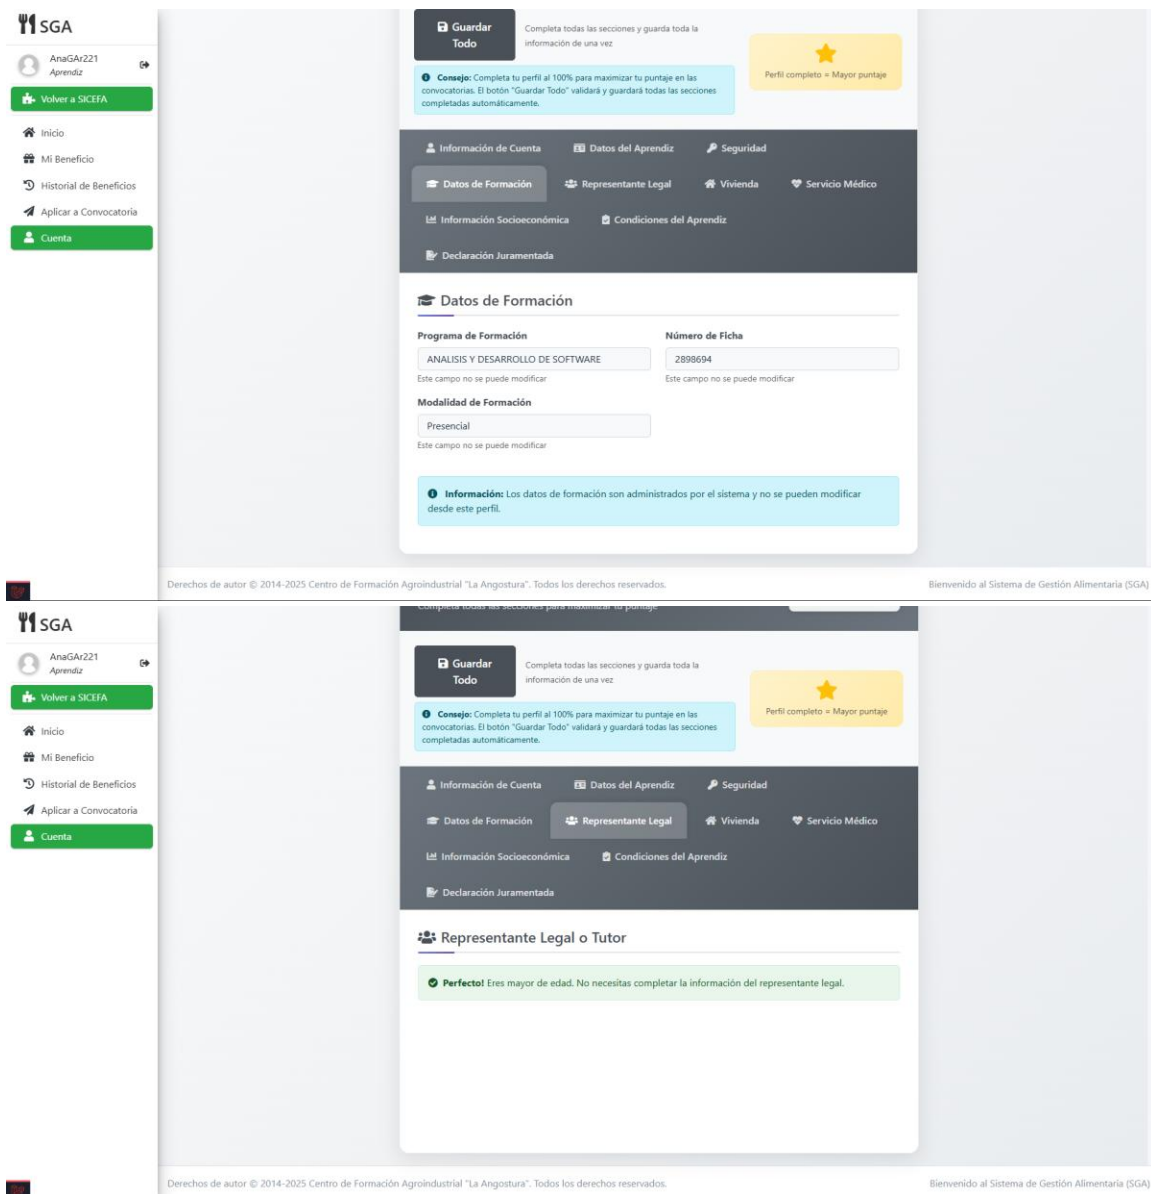 SGA
AnaGAr221
Aprendiz
Volver a SICEFA
Inicio
Mi Beneficio
Historial de Beneficios
Aplicar a Convocatoria
Cuenta
Guardar
Todo
Completa todas las secciones y guarda toda la
información de una vez
Consejo: Completa tu perfil al 100% para maximizar tu puntaje en las
convocatorias. El botón "Guardar Todo" validará y guardará todas las secciones
completadas automáticamente.
Perfil completo = Mayor puntaje
Información de Cuenta Datos del Aprendiz Seguridad
Datos de Formación Representante Legal Vivienda Servicio Médico
Información Socioeconómica Condiciones del Aprendiz
Declaración Juramentada
Datos de Formación
Programa de Formación Número de Ficha
ANALISIS Y DESARROLLO DE SOFTWARE 2898694
Este campo no se puede modificar Este campo no se puede modificar
Modalidad de Formación
Presencial
Este campo no se puede modificar
Información: Los datos de formación son administrados por el sistema y no se pueden modificar
desde este perfil.
Derechos de autor © 2014-2025 Centro de Formación Agroindustrial "La Angostura". Todos los derechos reservados. Bienvenido al Sistema de Gestión Alimentaria (SGA)
Completa todas las secciones para maximizar tu puntaje
SGA
AnaGAr221
Aprendiz
Volver a SICEFA
Inicio
Mi Beneficio
Historial de Beneficios
Aplicar a Convocatoria
Cuenta
Guardar
Todo
Completa todas las secciones y guarda toda la
información de una vez
Consejo: Completa tu perfil al 100% para maximizar tu puntaje en las
convocatorias. El botón "Guardar Todo" validará y guardará todas las secciones
completadas automáticamente.
Perfil completo = Mayor puntaje
Información de Cuenta Datos del Aprendiz Seguridad
Datos de Formación Representante Legal Vivienda Servicio Médico
Información Socioeconómica Condiciones del Aprendiz
Declaración Juramentada
Representante Legal o Tutor
Perfecto! Eres mayor de edad. No necesitas completar la información del representante legal.
Derechos de autor © 2014-2025 Centro de Formación Agroindustrial "La Angostura". Todos los derechos reservados. Bienvenido al Sistema de Gestión Alimentaria (SGA)